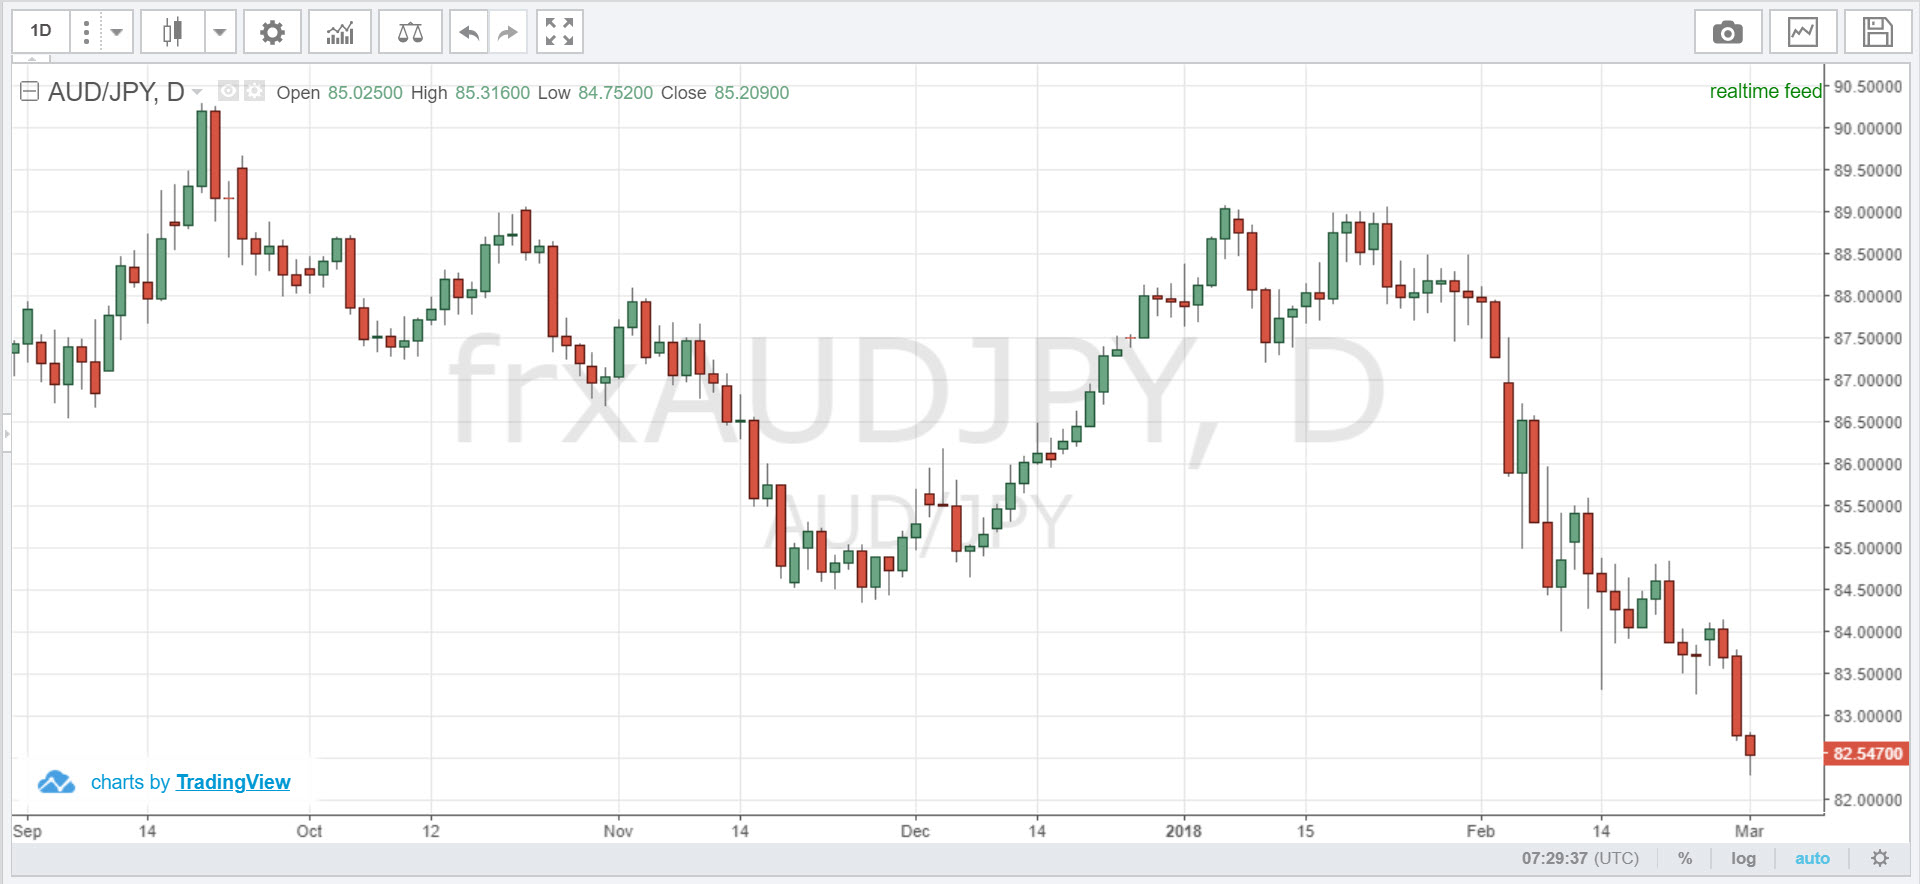 1D
AUD/JPY, D Open 85.02500 High 85.31600 Low 84.75200 Close 85.20900
realtime feed
90.50000
90.00000
89.50000
89.00000
88.50000
88.00000
87.50000
87.00000
86.50000
86.00000
85.50000
85.00000
84.50000
84.00000
83.50000
83.00000
82.54700
82.00000
frxAUDJPY, D
AUD/JPY
charts by TradingView
Sep 14 Oct 12 Nov 14 Dec 14 2018 15 Feb 14 Mar
07:29:37 (UTC) % log auto